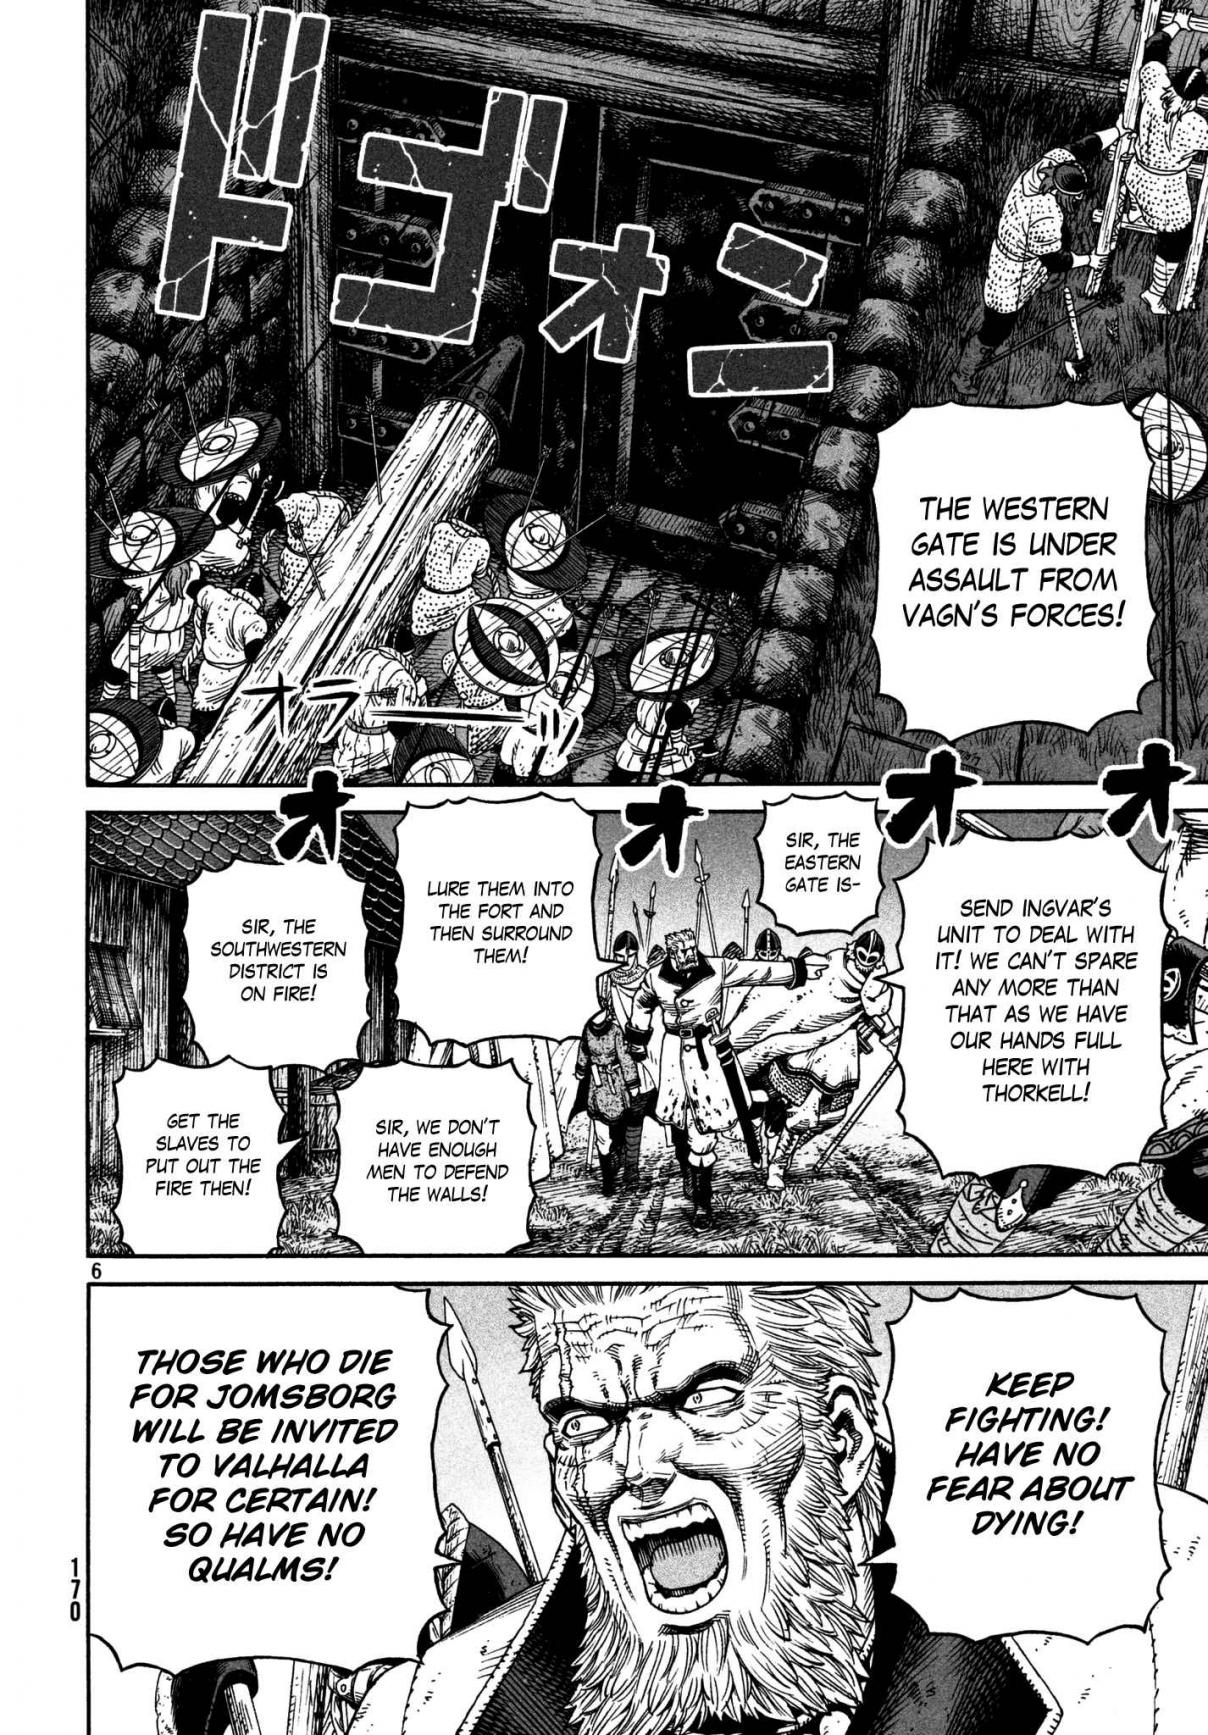 ドゴォン
THE WESTERN
GATE IS UNDER
ASSAULT FROM
VAGN'S FORCES!
オラーーッ
オ オ オ オ
SEND INGVAR'S
UNIT TO DEAL WITH
IT! WE CAN'T SPARE
ANY MORE THAN
THAT AS WE HAVE
OUR HANDS FULL
HERE WITH
THORKELL!
SIR, THE
EASTERN
GATE IS-
LURE THEM INTO
THE FORT AND
THEN SURROUND
THEM!
SIR, WE DON'T
HAVE ENOUGH
MEN TO DEFEND
THE WALLS!
SIR, THE
SOUTHWESTERN
DISTRICT IS
ON FIRE!
GET THE
SLAVES TO
PUT OUT THE
FIRE THEN!
6
KEEP
FIGHTING!
HAVE NO
FEAR ABOUT
DYING!
THOSE WHO DIE
FOR JOMSBORG
WILL BE INVITED
TO VALHALLA
FOR CERTAIN!
SO HAVE NO
QUALMS!
170